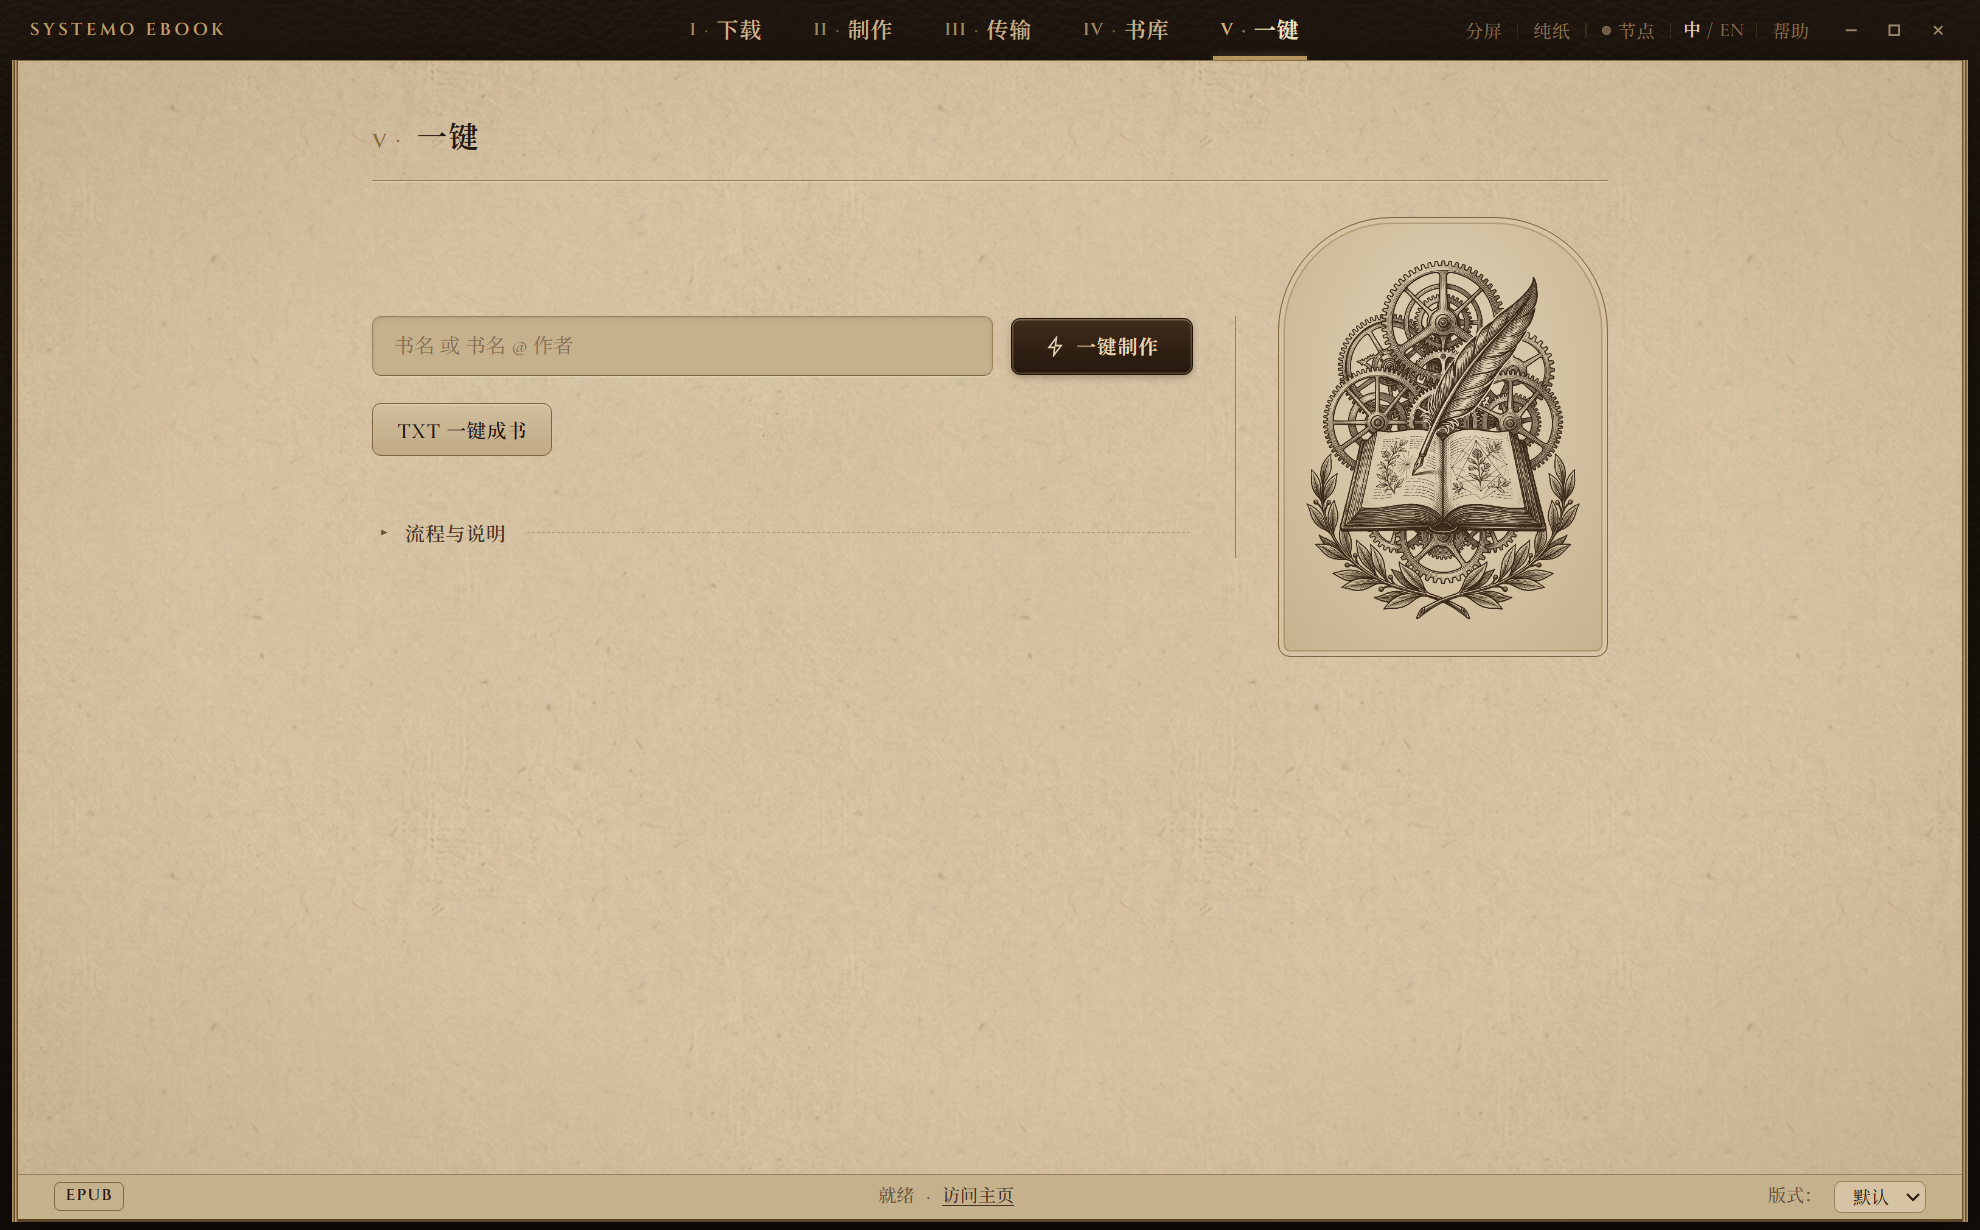 SYSTEMO EBOOK
I · 下载 II · 制作 III · 传输 IV · 书库 V · 一键
分屏 纯纸 节点 中 / EN 帮助
V · 一键
书名 或 书名 @ 作者
一键制作
TXT 一键成书
流程与说明
EPUB
就绪 · 访问主页
版式: 默认